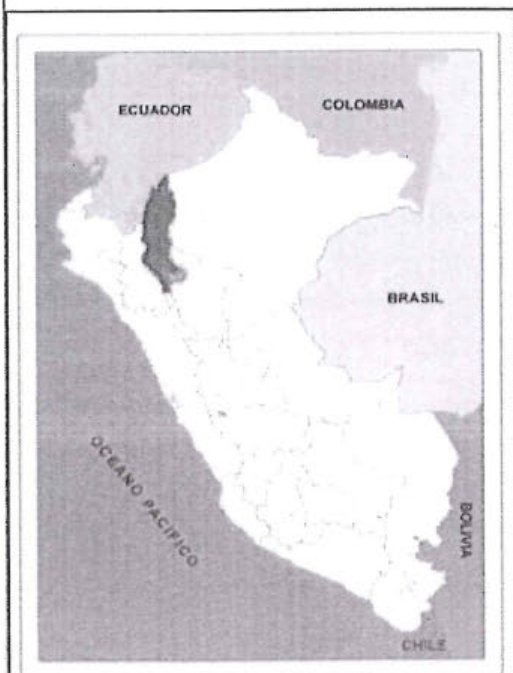 ECUADOR
COLOMBIA
BRASIL
OCEANO PACIFICO
BOLIVIA
CHILE